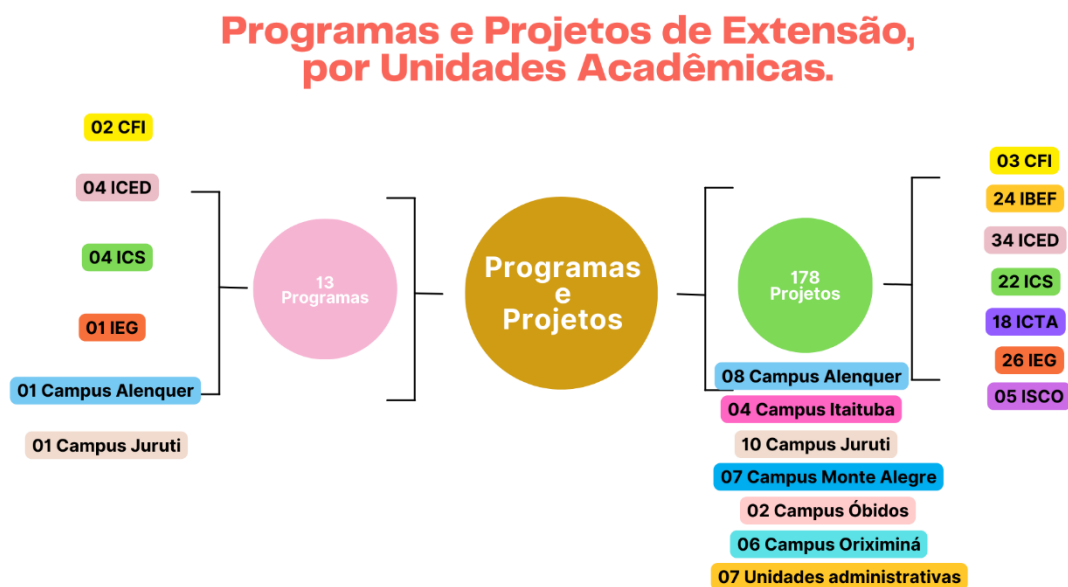 Programas e Projetos de Extensão,
por Unidades Acadêmicas.
02 CFI
04 ICED
04 ICS
01 IEG
01 Campus Alenquer
01 Campus Juruti
13
Programas
Programas
e
Projetos
178
Projetos
03 CFI
24 IBEF
34 ICED
22 ICS
18 ICTA
26 IEG
05 ISCO
08 Campus Alenquer
04 Campus Itaituba
10 Campus Juruti
07 Campus Monte Alegre
02 Campus Óbidos
06 Campus Oriximiná
07 Unidades administrativas